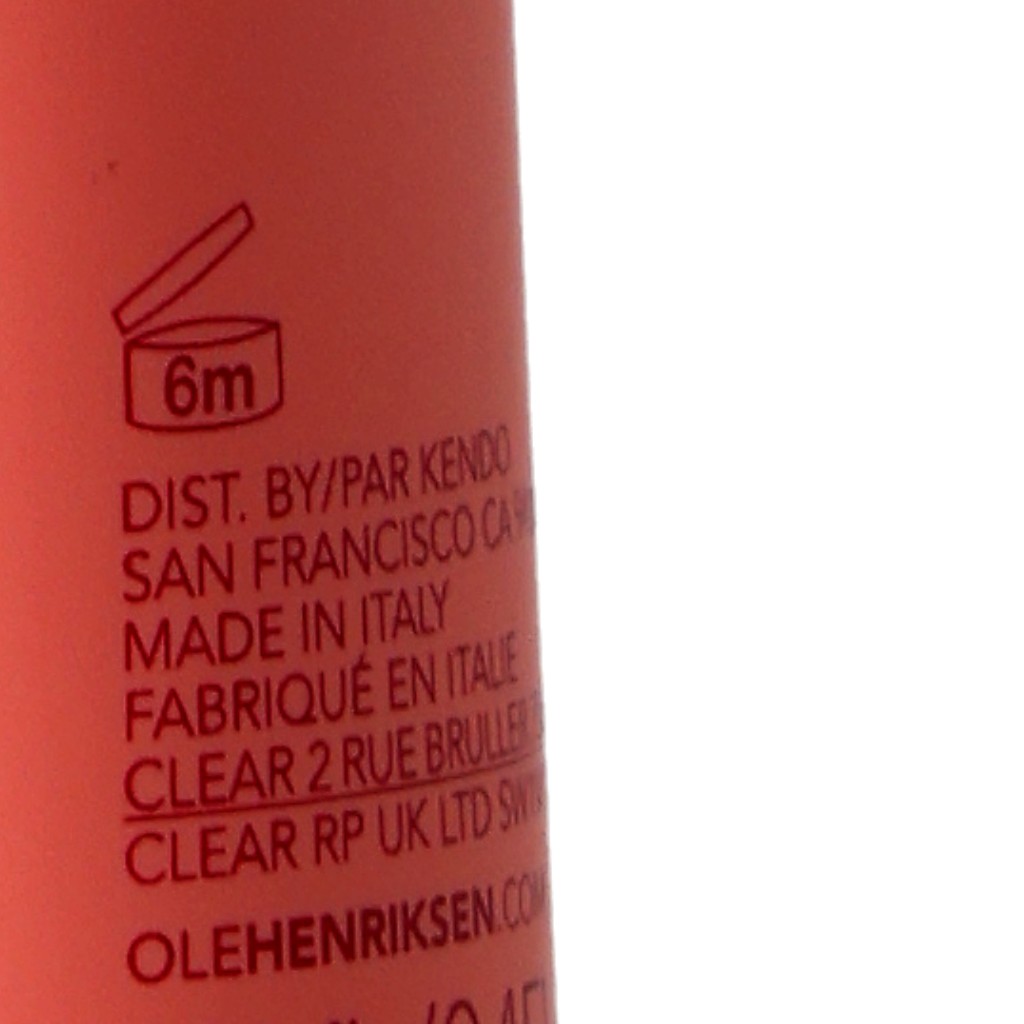 6m
DIST. BY/PAR KENDO
SAN FRANCISCO CA
MADE IN ITALY
FABRIQUÉ EN ITALIE
CLEAR 2 RUE BRULLER
CLEAR RP UK LTD
OLEHENRIKSEN.COM